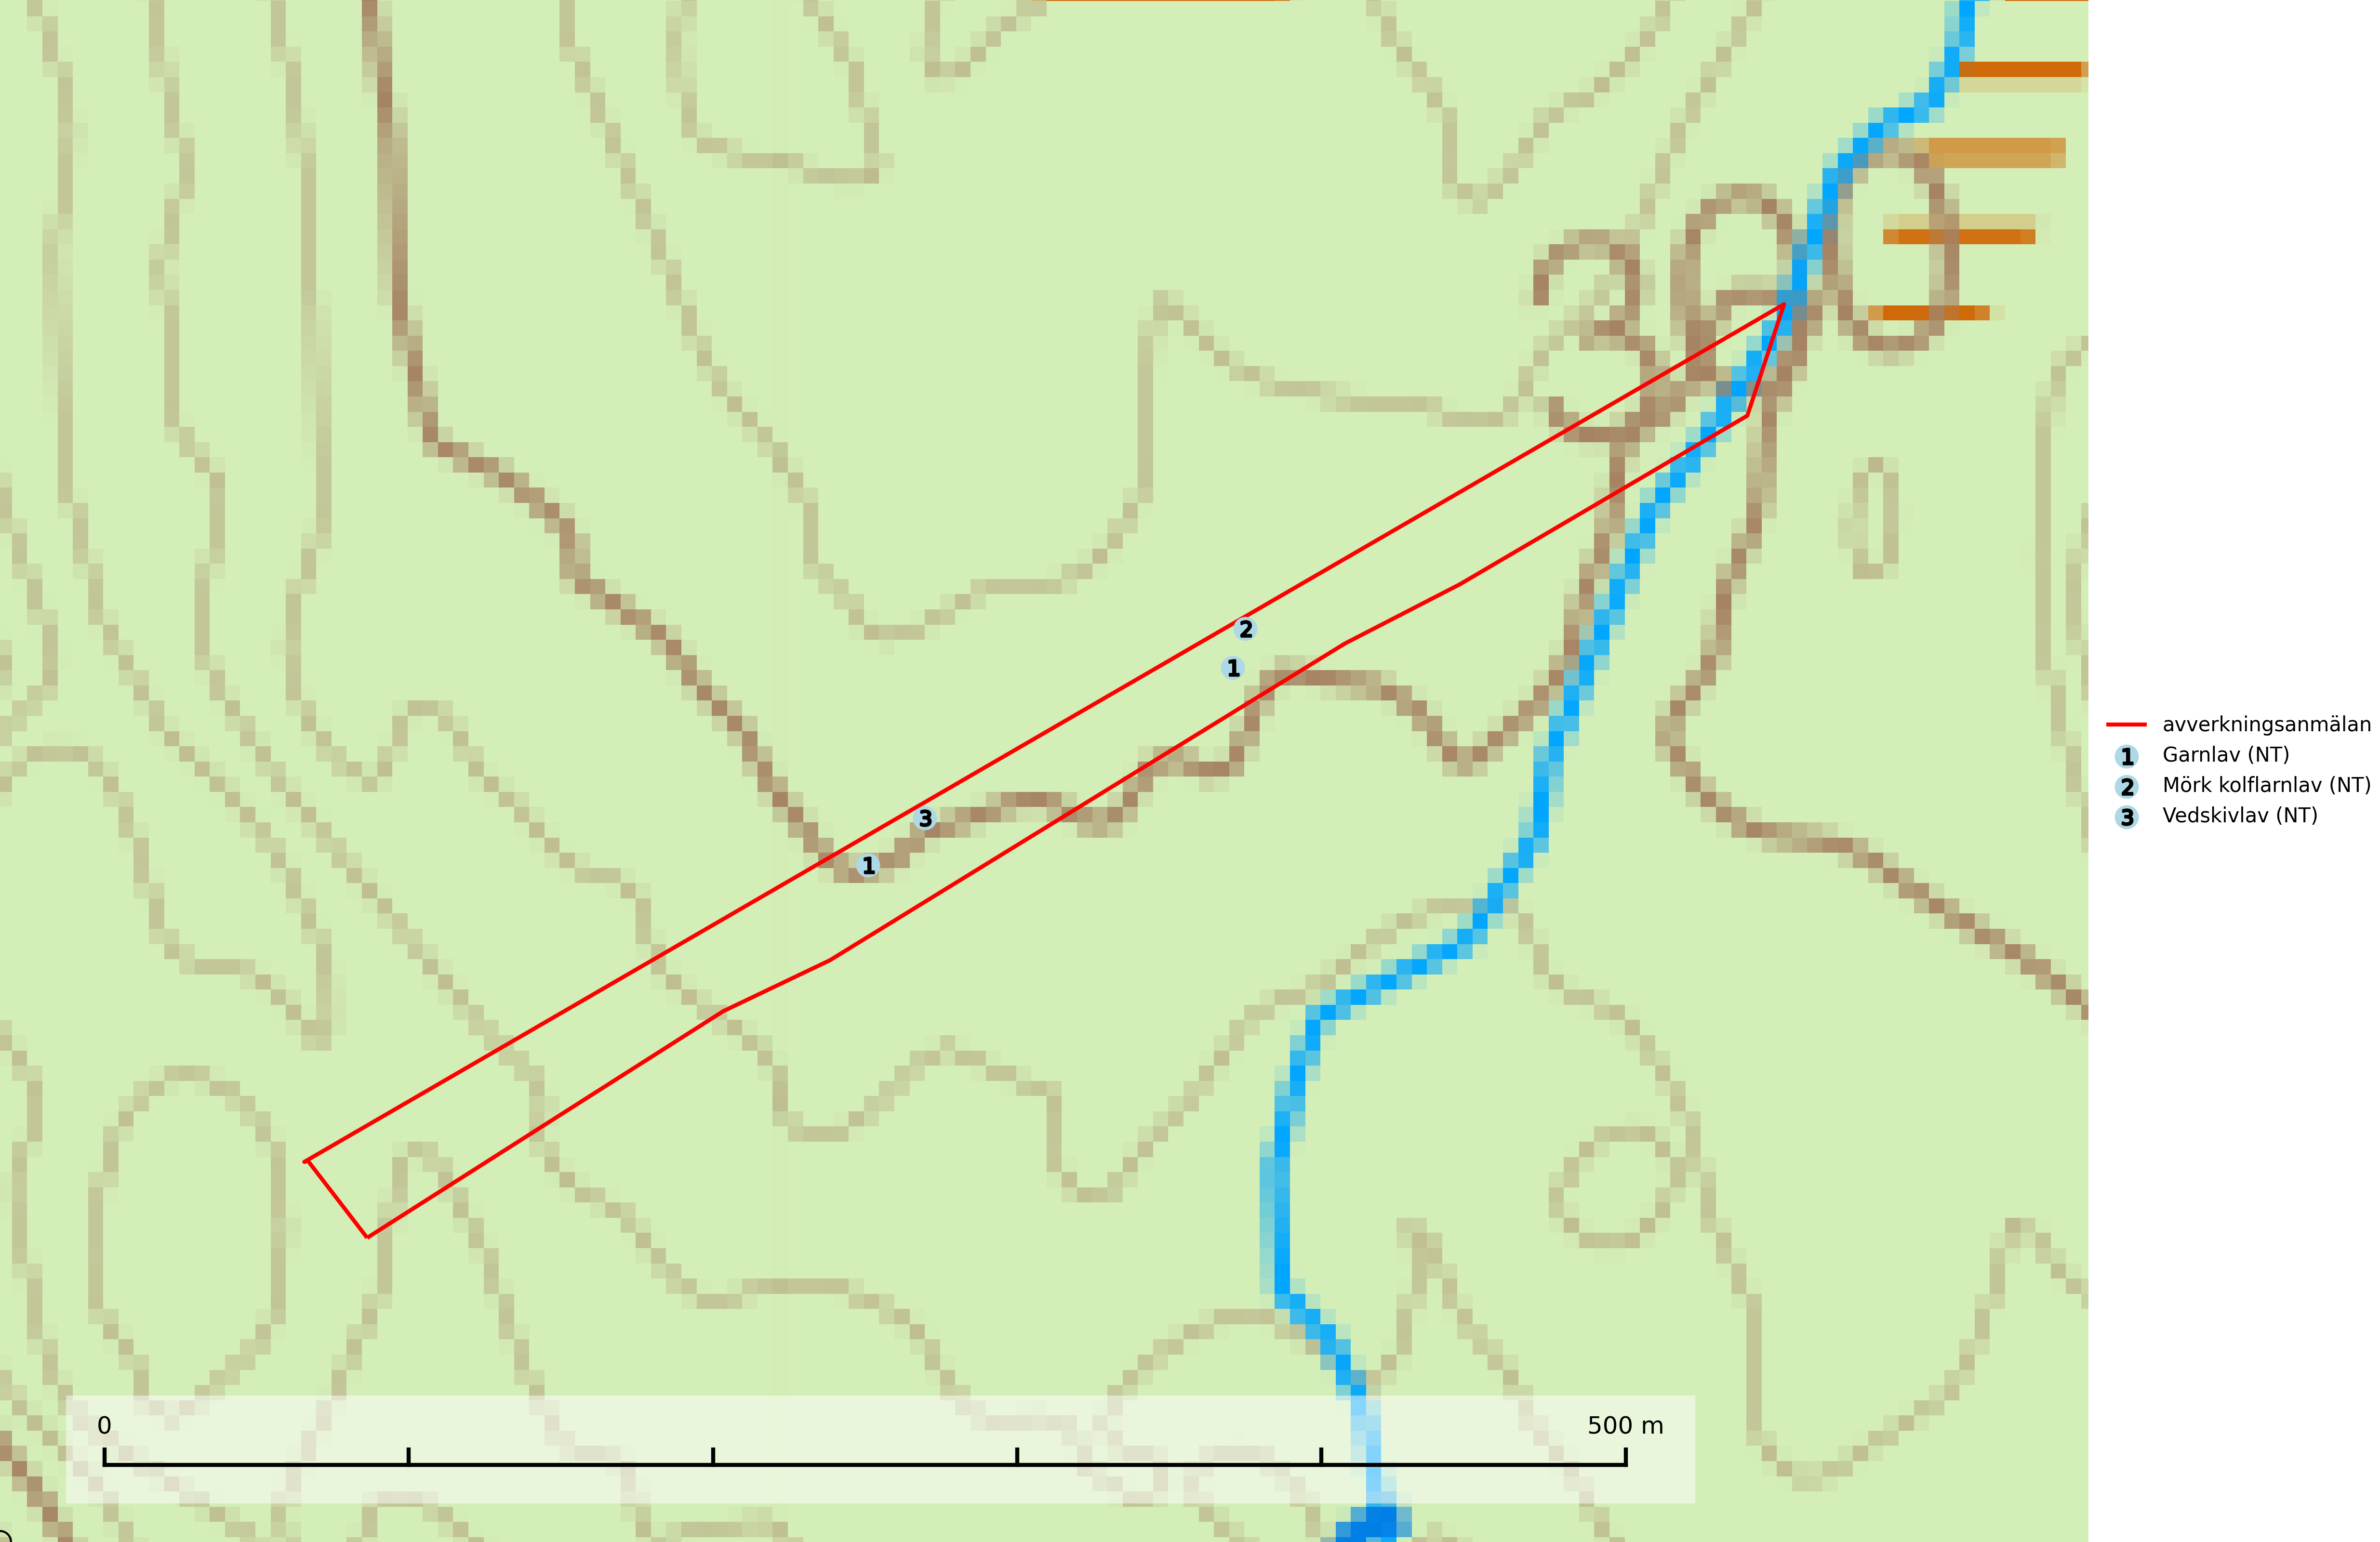 2
1
3
1
avverkningsanmälan
1 Garnlav (NT)
2 Mörk kolflarnlav (NT)
3 Vedskivlav (NT)
0 500 m